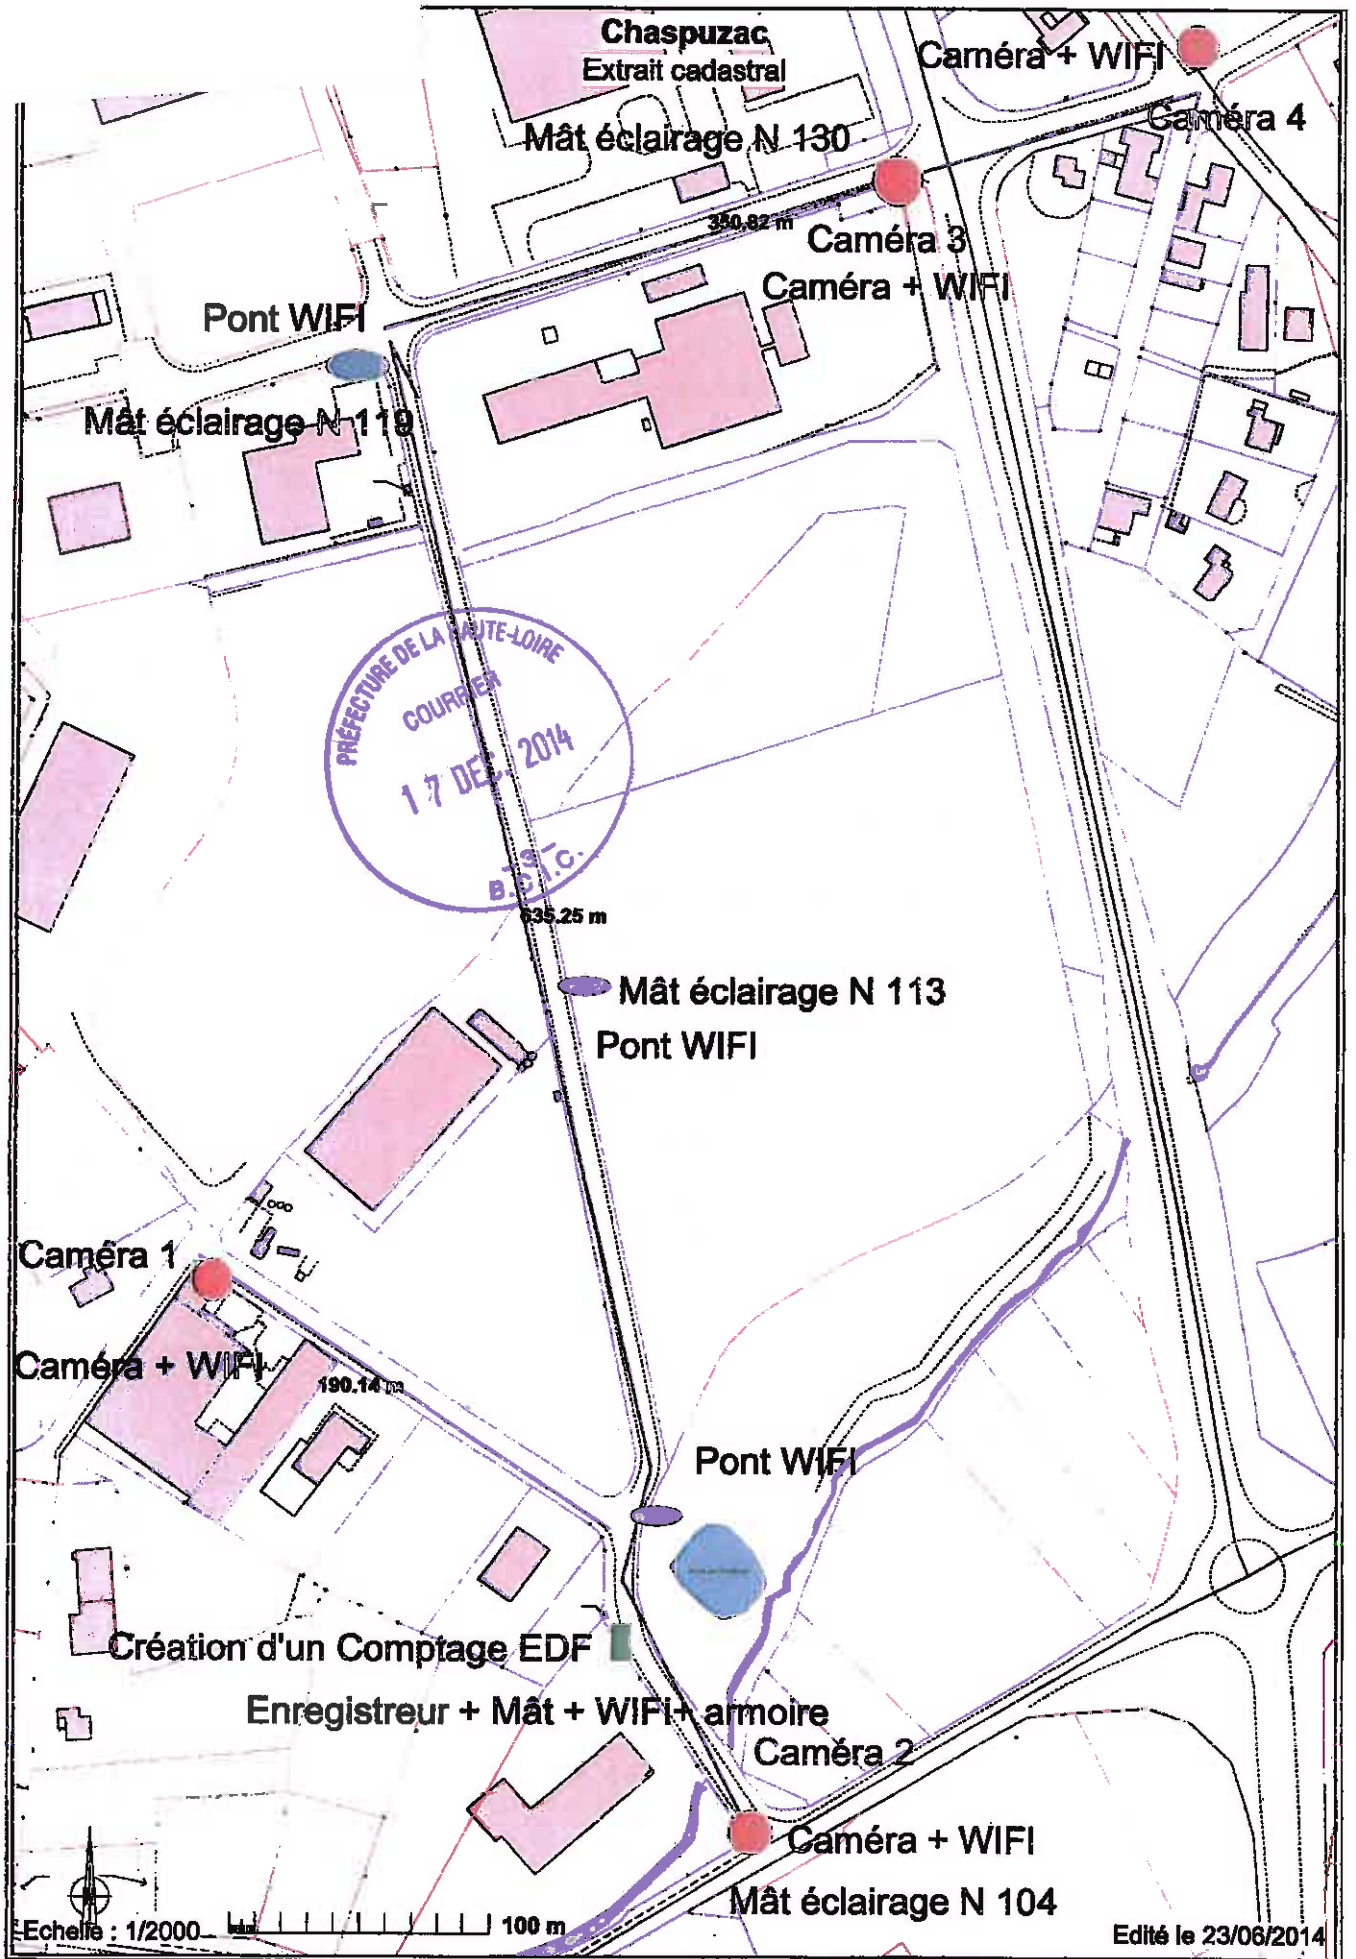 Chaspuzac
Extrait cadastral
Caméra + WIFI
Caméra 4
Mât éclairage N 130
350,82 m
Caméra 3
Caméra + WIFI
Pont WIFI
Mât éclairage N 119
PRÉFECTURE DE LA HAUTE-LOIRE
COURRIER
17 DEC. 2014
B.C.I.C.
635.25 m
Mât éclairage N 113
Pont WIFI
Caméra 1
Caméra + WIFI
190.14 m
Pont WIFI
Création d'un Comptage EDF
Enregistreur + Mât + WIFI+ armoire
Caméra 2
Caméra + WIFI
Mât éclairage N 104
Echelle : 1/2000
100 m
Edité le 23/06/2014